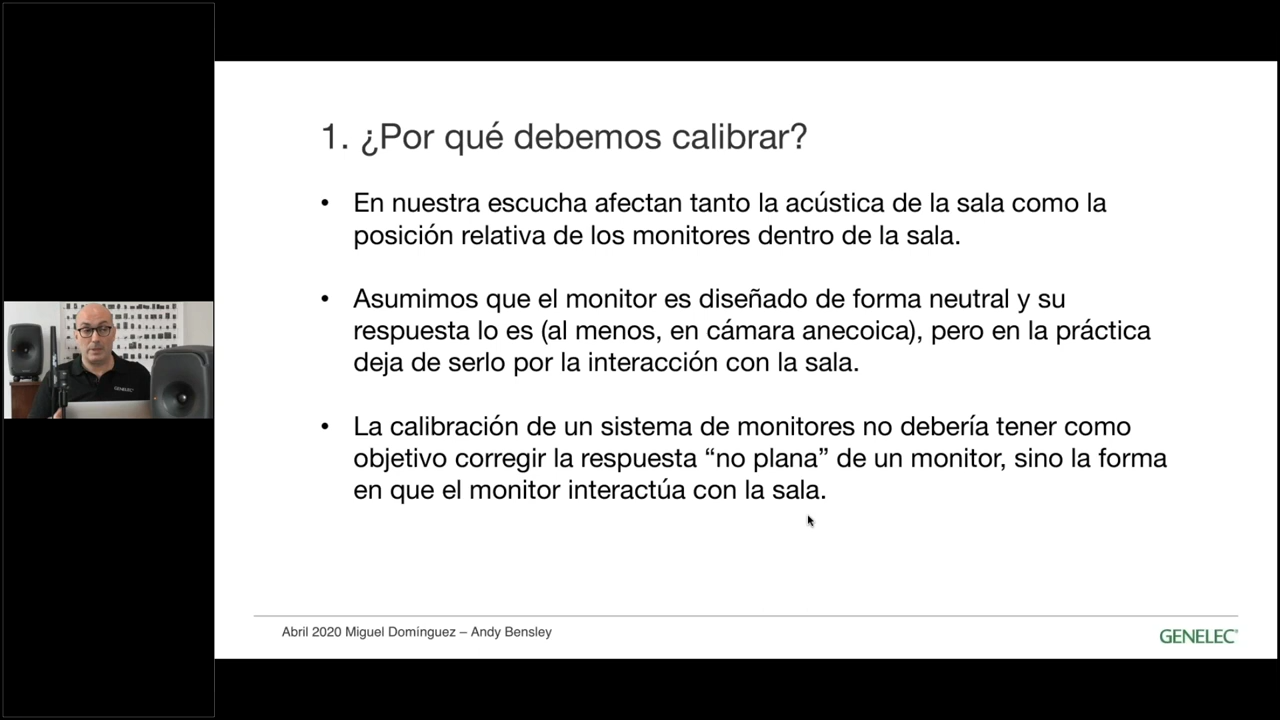 1. ¿Por qué debemos calibrar?
• En nuestra escucha afectan tanto la acústica de la sala como la
posición relativa de los monitores dentro de la sala.
• Asumimos que el monitor es diseñado de forma neutral y su
respuesta lo es (al menos, en cámara anecoica), pero en la práctica
deja de serlo por la interacción con la sala.
• La calibración de un sistema de monitores no debería tener como
objetivo corregir la respuesta “no plana” de un monitor, sino la forma
en que el monitor interactúa con la sala.
Abril 2020 Miguel Domínguez – Andy Bensley
GENELEC®
GENELEC